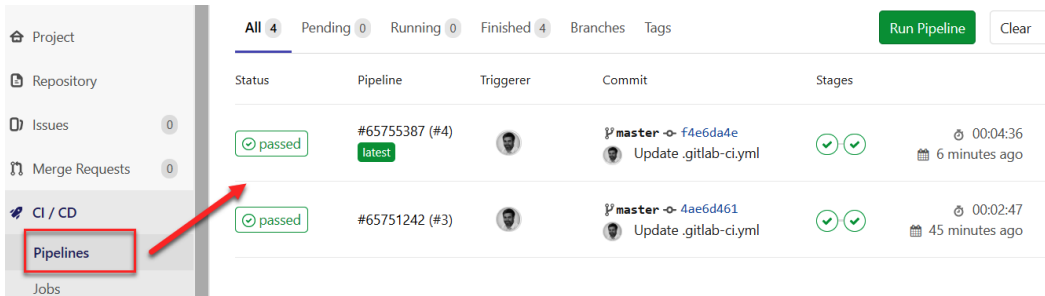 Project
Repository
Issues 0
Merge Requests 0
CI / CD
Pipelines
Jobs
All 4 Pending 0 Running 0 Finished 4 Branches Tags Run Pipeline Clear
Status Pipeline Triggerer Commit Stages
passed #65755387 (#4) master f4e6da4e 00:04:36
latest Update .gitlab-ci.yml 6 minutes ago
passed #65751242 (#3) master 4ae6d461 00:02:47
Update .gitlab-ci.yml 45 minutes ago